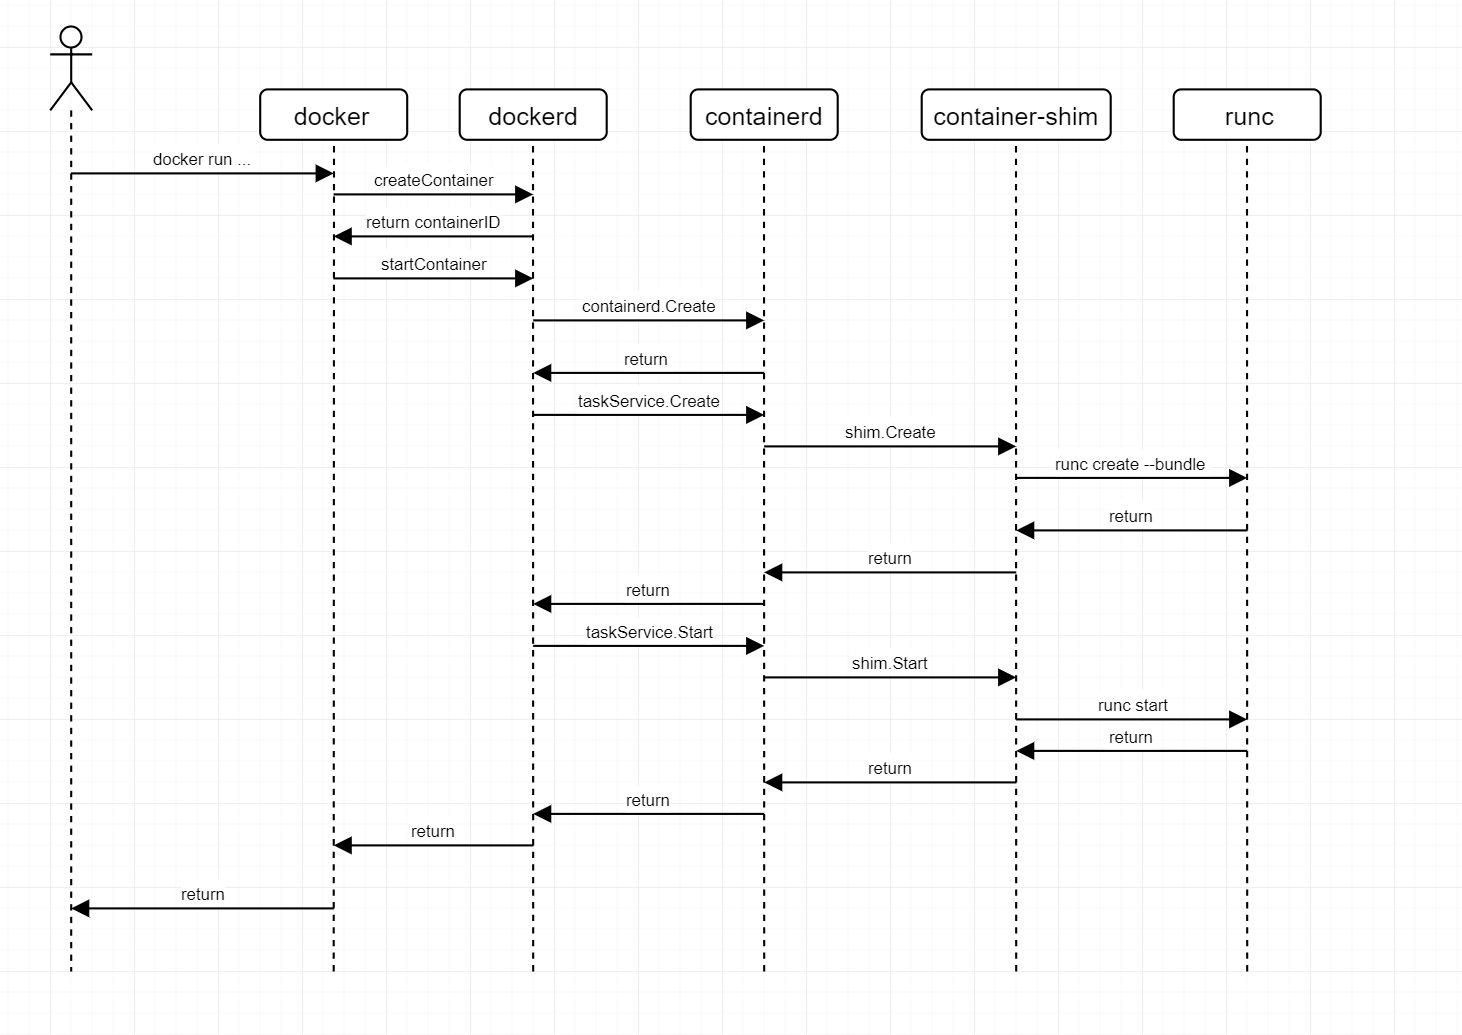 docker
dockerd
containerd
container-shim
runc
docker run ...
createContainer
return containerID
startContainer
containerd.Create
return
taskService.Create
shim.Create
runc create --bundle
return
return
return
taskService.Start
shim.Start
runc start
return
return
return
return
return